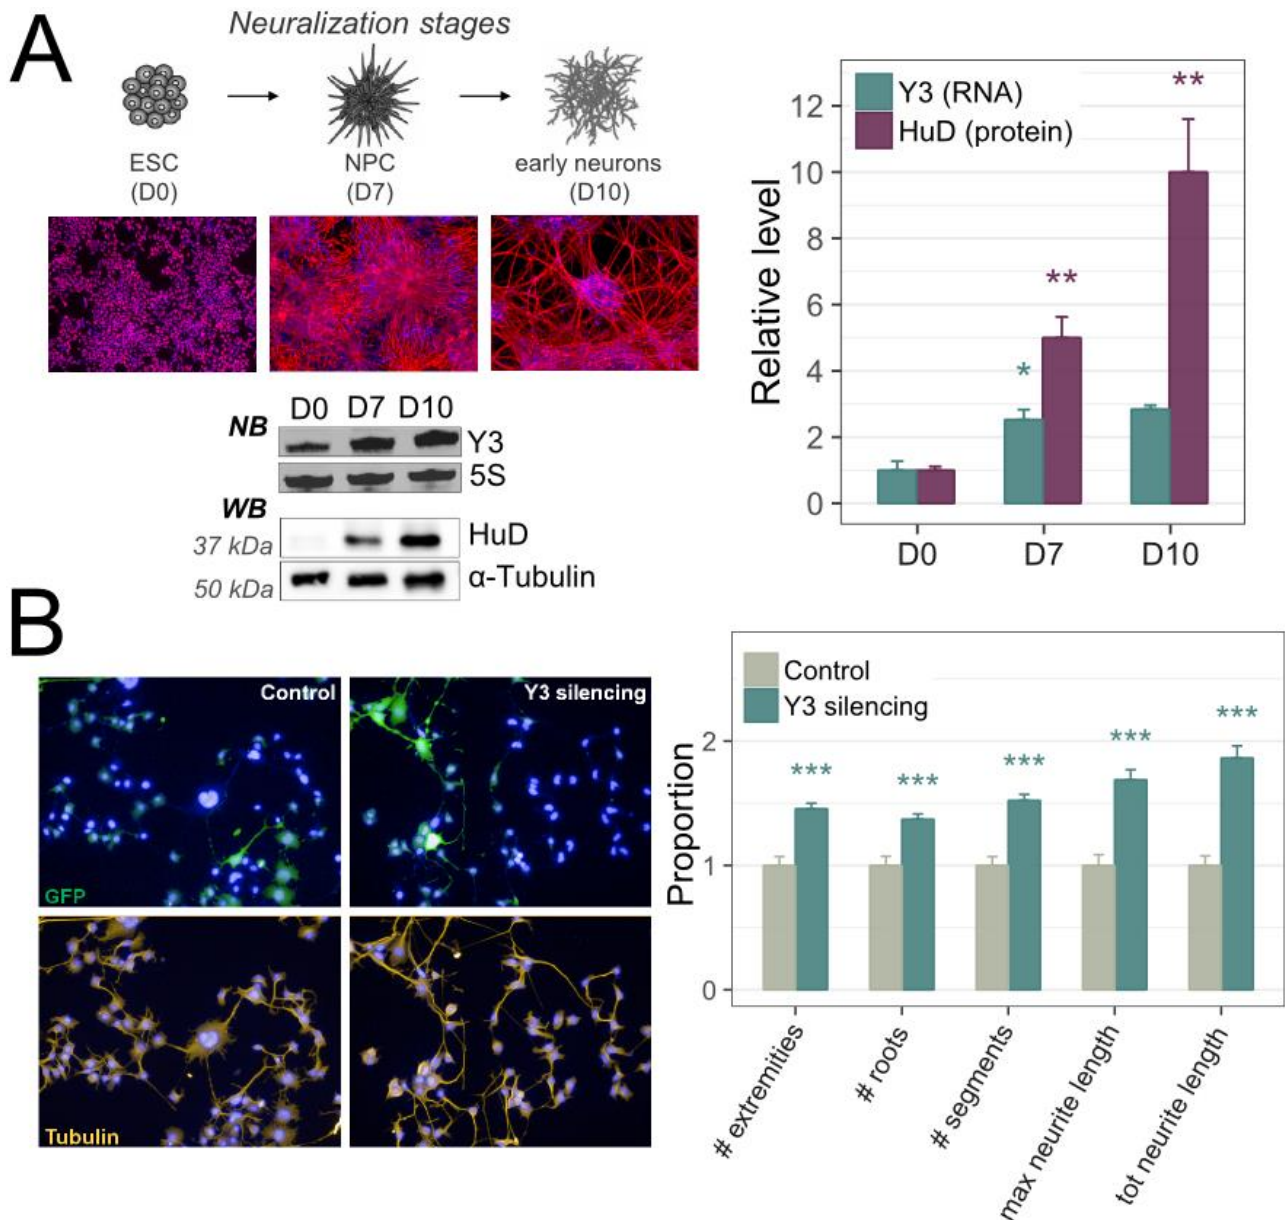 A
Neuralization stages
ESC
(D0)
NPC
(D7)
early neurons
(D10)
NB
D0 D7 D10
Y3
5S
WB
37 kDa
HuD
50 kDa
α-Tubulin
Relative level
Y3 (RNA)
HuD (protein)
**
**
*
12
10
8
6
4
2
0
D0
D7
D10
B
Control
Y3 silencing
GFP
Tubulin
Proportion
Control
Y3 silencing
***
***
***
***
***
2
1
0
# extremities
# roots
# segments
max neurite length
tot neurite length